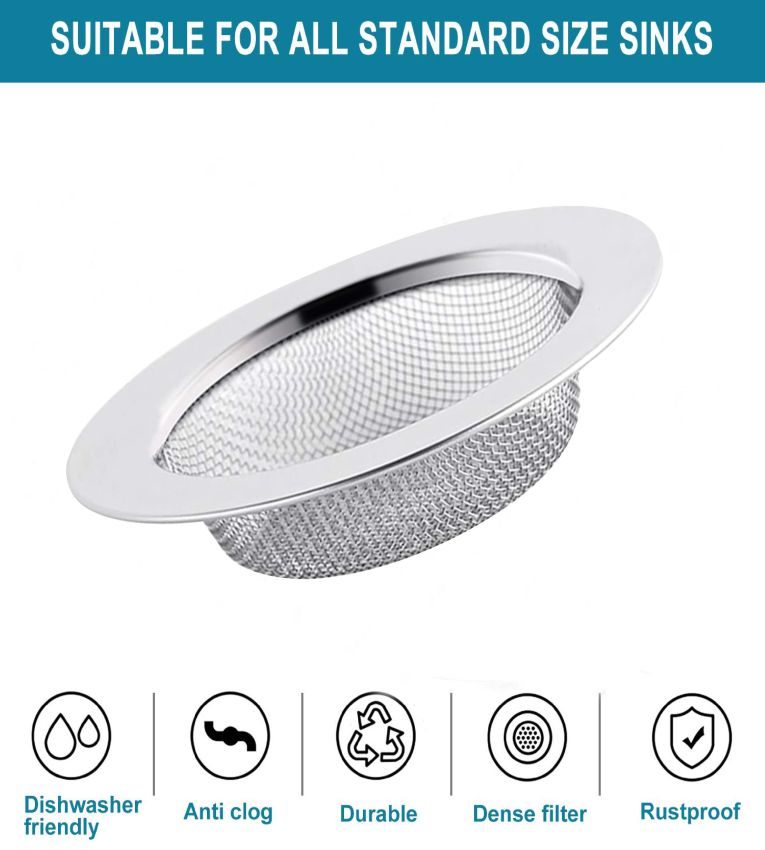 SUITABLE FOR ALL STANDARD SIZE SINKS
Dishwasher
friendly
Anti clog
Durable
Dense filter
Rustproof